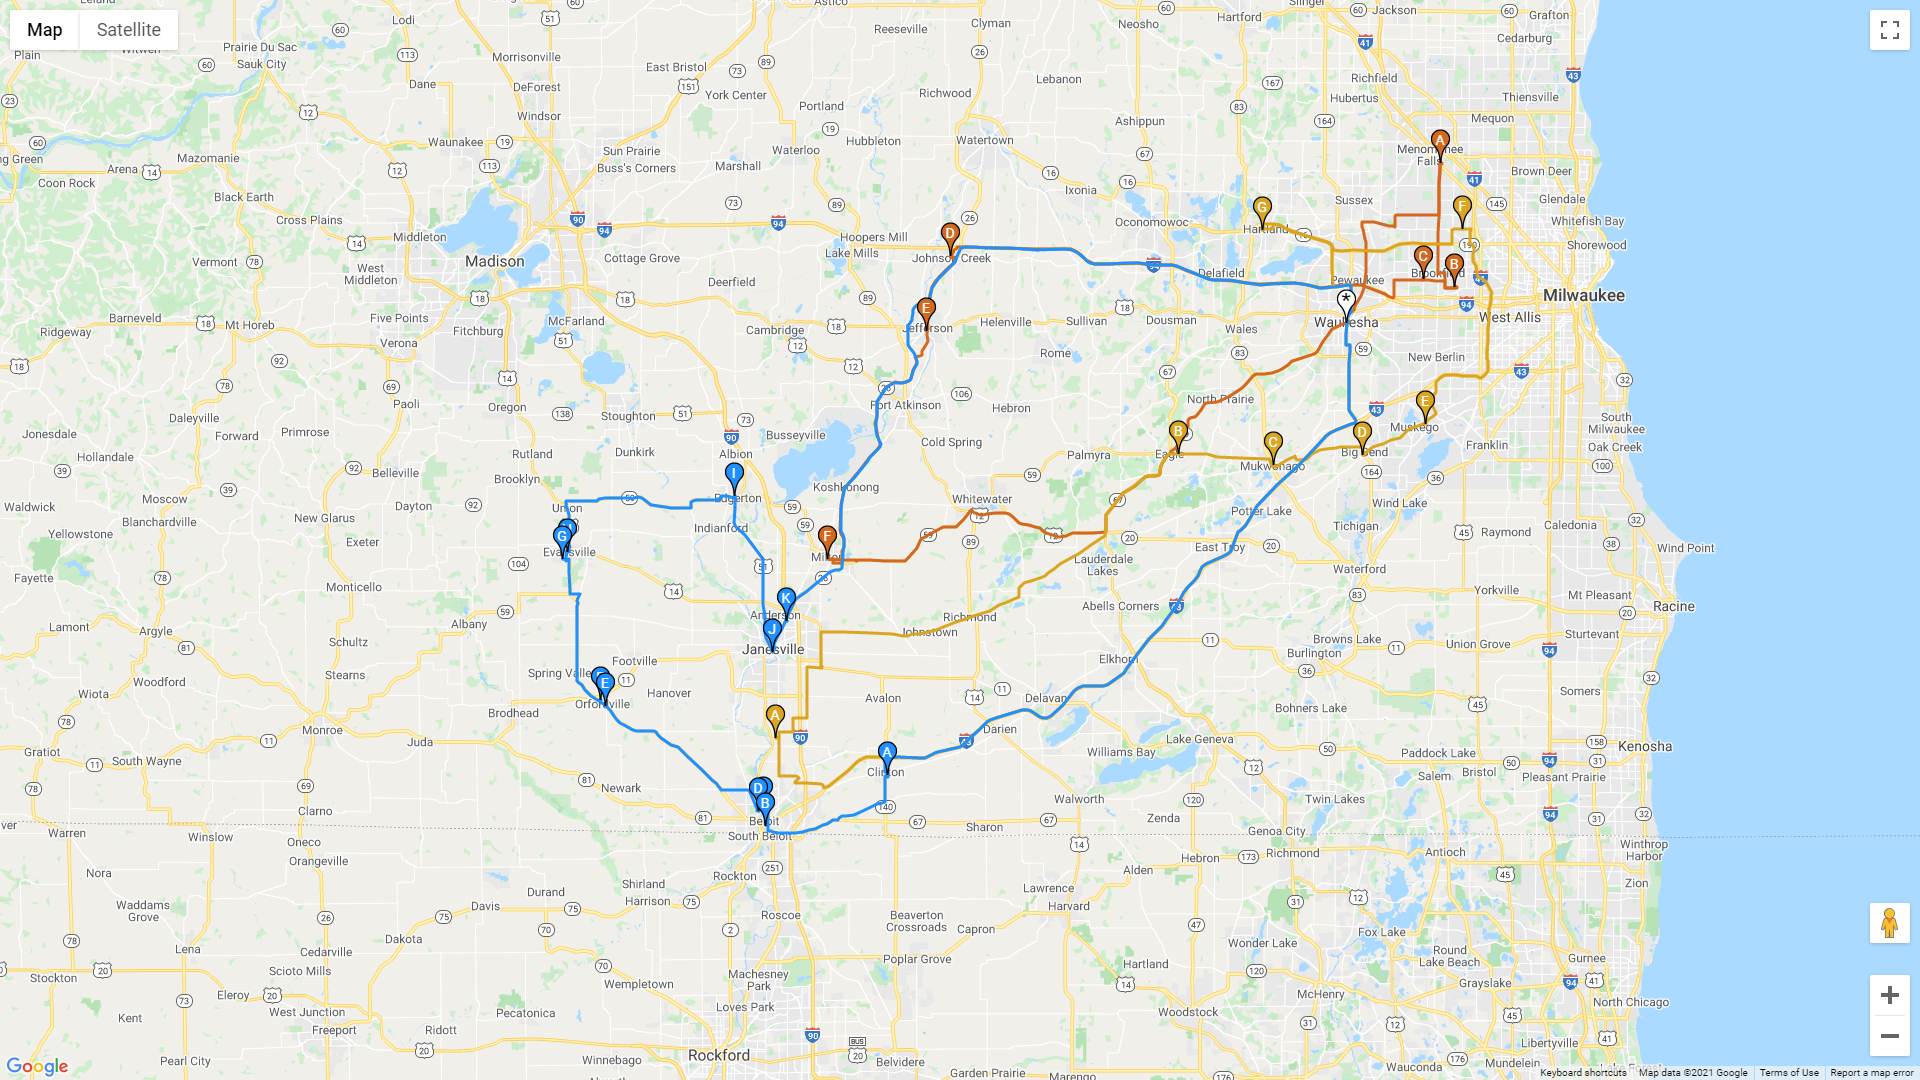 Map
Satellite
Astico
Lodi
Clyman
Neosho
Hartford
Slinger
Jackson
Grafton
Witwen
Plain
Prairie Du Sac
Sauk City
Reeseville
Cedarburg
Morrisonville
East Bristol
Lebanon
Richfield
Dane
DeForest
York Center
Richwood
Hubertus
Thiensville
Portland
Windsor
Ashippun
Mequon
Waunakee
Hubbleton
Watertown
Menomonee
Falls
Arena
Mazomanie
Sun Prairie
Buss's Corners
Waterloo
Marshall
Brown Deer
Coon Rock
Black Earth
Ixonia
Sussex
Glendale
Cross Plains
Oconomowoc
Whitefish Bay
Middleton
Hoopers Mill
Lake Mills
Hartland
Shorewood
Vermont
West
Middleton
Madison
Cottage Grove
Johnson Creek
Delafield
Pewaukee
Brookfield
Deerfield
Milwaukee
Ridgeway
Barneveld
Mt Horeb
Five Points
Verona
Fitchburg
McFarland
Cambridge
Jefferson
Helenville
Sullivan
Dousman
Wales
Waukesha
West Allis
Rome
New Berlin
Daleyville
Paoli
Oregon
Stoughton
Fort Atkinson
Hebron
North Prairie
Jonesdale
Hollandale
Forward
Primrose
Busseyville
Cold Spring
Muskego
South
Milwaukee
Oak Creek
Franklin
Rutland
Dunkirk
Albion
Palmyra
Eagle
Mukwonago
Big Bend
Belleville
Brooklyn
Edgerton
Koshkonong
Whitewater
Waldwick
Moscow
Blanchardville
Dayton
Union
Wind Lake
Potter Lake
Tichigan
Caledonia
Yellowstone
New Glarus
Indianford
Raymond
Exeter
Evansville
East Troy
Wind Point
Fayette
Lauderdale
Lakes
Waterford
Monticello
Yorkville
Mt Pleasant
Racine
Anderson
Richmond
Abells Corners
Lamont
Argyle
Albany
Johnstown
Sturtevant
Schultz
Janesville
Browns Lake
Burlington
Union Grove
Footville
Elkhorn
Spring Valley
Woodford
Stearns
Wiota
Hanover
Orfordville
Avalon
Delavan
Somers
Brodhead
Bohners Lake
Monroe
Darien
Juda
Gratiot
South Wayne
Williams Bay
Lake Geneva
Paddock Lake
Kenosha
Salem
Bristol
Pleasant Prairie
Clinton
Newark
Clarno
Walworth
Twin Lakes
Warren
Winslow
Beloit
South Beloit
Sharon
Zenda
Genoa City
Oneco
Orangeville
Winthrop
Harbor
Hebron
Richmond
Antioch
Nora
Rockton
Alden
Zion
Shirland
Harrison
Durand
Lawrence
Harvard
Waddams
Grove
Davis
Roscoe
Beaverton
Crossroads
Capron
Fox Lake
Wonder Lake
Dakota
Lena
Cedarville
Scioto Mills
Round
Lake Beach
Gurnee
Stockton
Poplar Grove
Hartland
Machesney
Park
Wempletown
Grayslake
Eleroy
West Junction
Freeport
Loves Park
McHenry
North Chicago
Kent
Ridott
Pecatonica
Woodstock
Libertyville
Pearl City
Winnebago
Rockford
Belvidere
Garden Prairie
Marengo
Wauconda
Mundelein
Google
Keyboard shortcuts
Map data ©2021 Google
Terms of Use
Report a map error